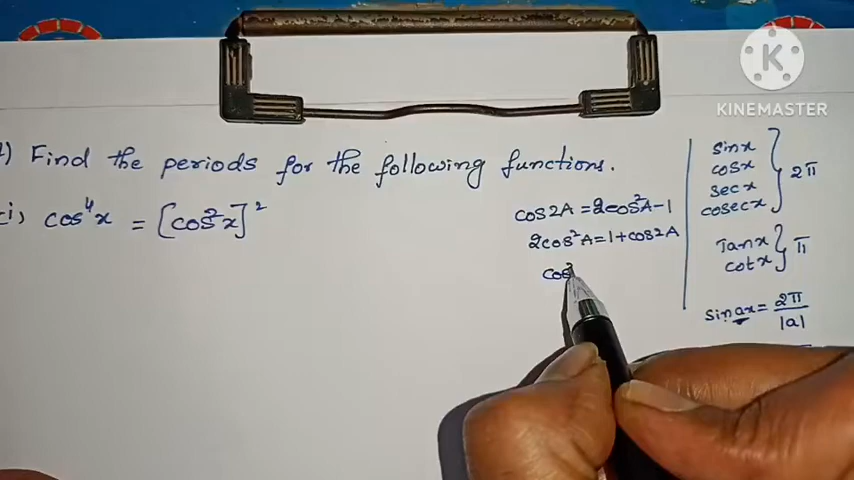 Find the periods for the following functions.
i) cos⁴x = [cos²x]²
cos2A = 2cos²A-1
2cos²A = 1+cos2A
cos²
sinx
cosx
secx
cosecx } 2π
Tanx
cotx } π
sin ax = 2π/|a|
K
KINEMASTER